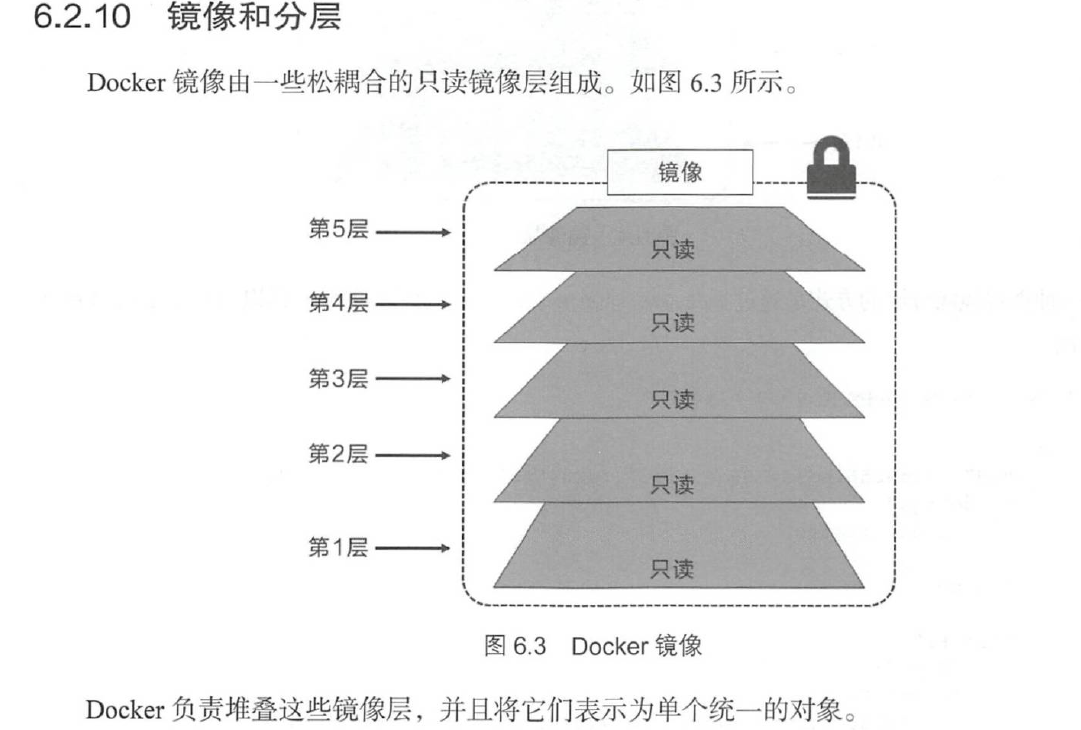 6.2.10 镜像和分层
Docker 镜像由一些松耦合的只读镜像层组成。如图 6.3 所示。
镜像
第5层
只读
第4层
只读
第3层
只读
第2层
只读
第1层
只读
图 6.3 Docker 镜像
Docker 负责堆叠这些镜像层，并且将它们表示为单个统一的对象。